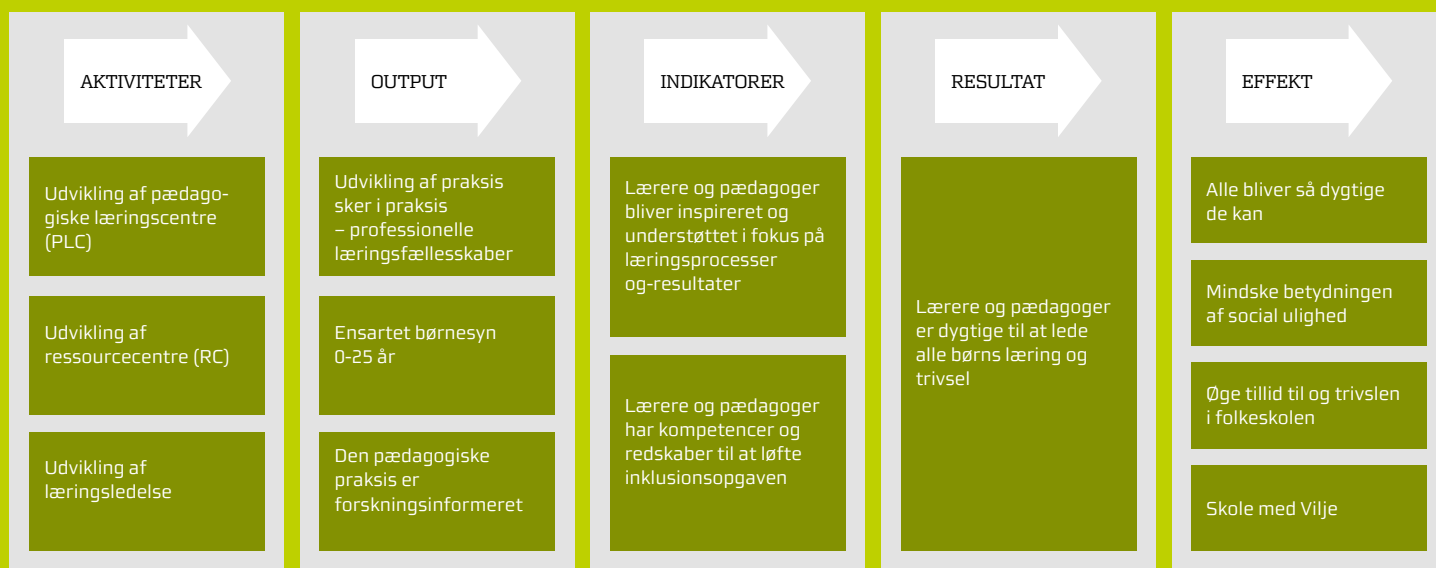 AKTIVITETER
Udvikling af pædago-
giske læringscentre
(PLC)
Udvikling af
ressourcecentre (RC)
Udvikling af
læringsledelse
OUTPUT
Udvikling af praksis
sker i praksis
– professionelle
læringsfællesskaber
Ensartet børnesyn
0-25 år
Den pædagogiske
praksis er
forskningsinformeret
INDIKATORER
Lærere og pædagoger
bliver inspireret og
understøttet i fokus på
læringsprocesser
og-resultater
Lærere og pædagoger
har kompetencer og
redskaber til at løfte
inklusionsopgaven
RESULTAT
Lærere og pædagoger
er dygtige til at lede
alle børns læring og
trivsel
EFFEKT
Alle bliver så dygtige
de kan
Mindske betydningen
af social ulighed
Øge tillid til og trivslen
i folkeskolen
Skole med Vilje